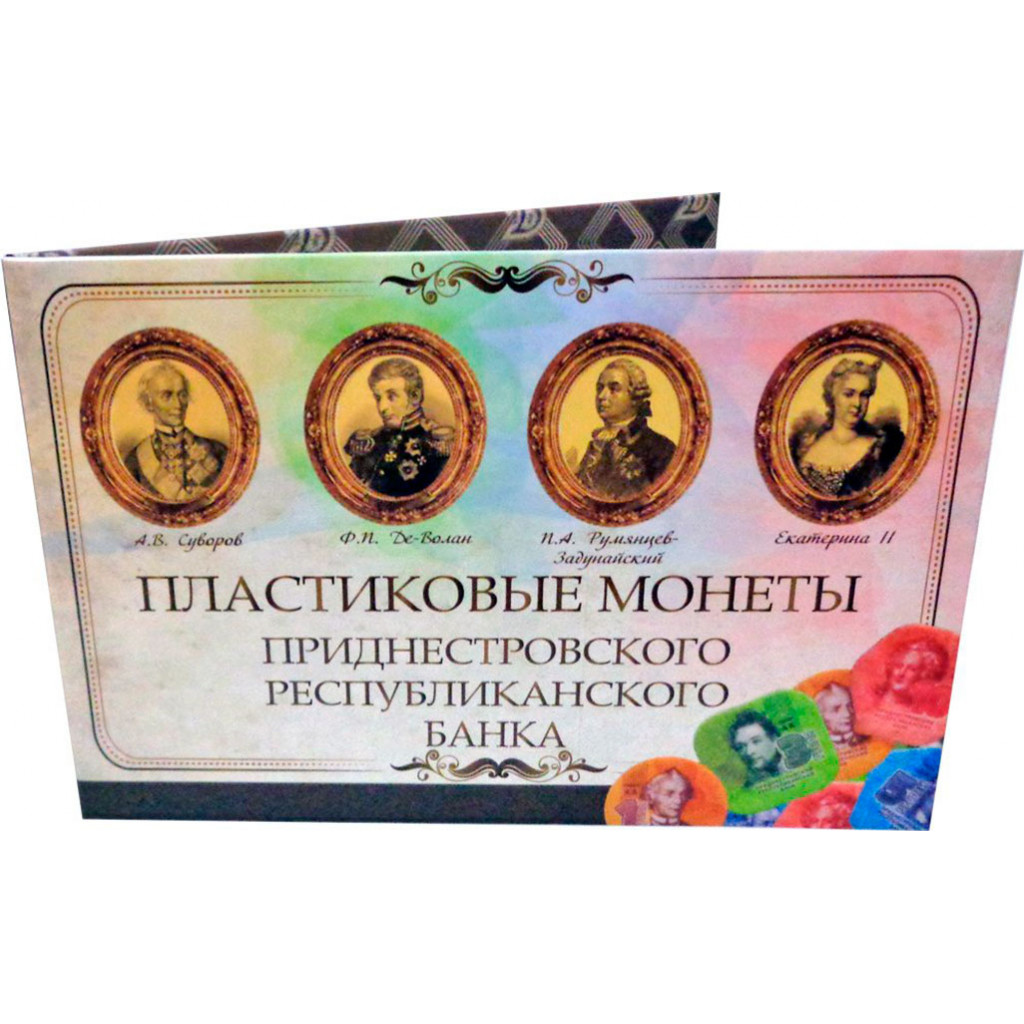 А.В. Суворов
Ф.П. Де-Волан
П.А. Румянцев-
Задунайский
Екатерина II
ПЛАСТИКОВЫЕ МОНЕТЫ
ПРИДНЕСТРОВСКОГО
РЕСПУБЛИКАНСКОГО
БАНКА